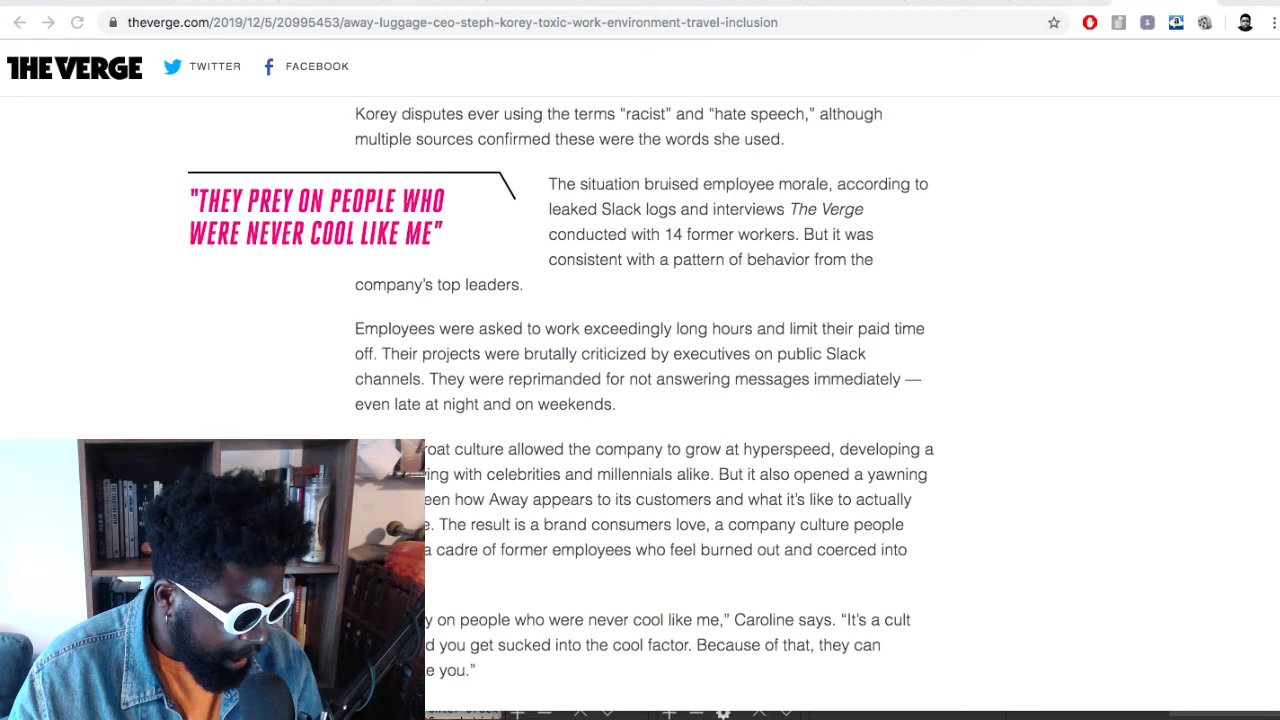 theverge.com/2019/12/5/20995453/away-luggage-ceo-steph-korey-toxic-work-environment-travel-inclusion
THE VERGE TWITTER FACEBOOK
Korey disputes ever using the terms “racist” and “hate speech,” although
multiple sources confirmed these were the words she used.
"THEY PREY ON PEOPLE WHO
WERE NEVER COOL LIKE ME”
The situation bruised employee morale, according to
leaked Slack logs and interviews The Verge
conducted with 14 former workers. But it was
consistent with a pattern of behavior from the
company’s top leaders.
Employees were asked to work exceedingly long hours and limit their paid time
off. Their projects were brutally criticized by executives on public Slack
channels. They were reprimanded for not answering messages immediately —
even late at night and on weekends.
roat culture allowed the company to grow at hyperspeed, developing a
ing with celebrities and millennials alike. But it also opened a yawning
een how Away appears to its customers and what it’s like to actually
e. The result is a brand consumers love, a company culture people
a cadre of former employees who feel burned out and coerced into
y on people who were never cool like me,” Caroline says. “It’s a cult
d you get sucked into the cool factor. Because of that, they can
e you.”